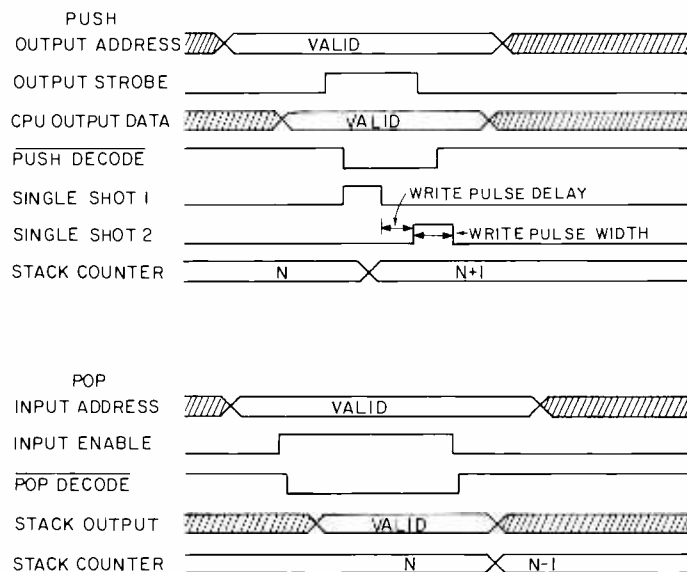 PUSH
OUTPUT ADDRESS VALID
OUTPUT STROBE
CPU OUTPUT DATA VALID
PUSH DECODE
SINGLE SHOT 1 WRITE PULSE DELAY
SINGLE SHOT 2 WRITE PULSE WIDTH
STACK COUNTER N N+1
POP
INPUT ADDRESS VALID
INPUT ENABLE
POP DECODE
STACK OUTPUT VALID
STACK COUNTER N N-1